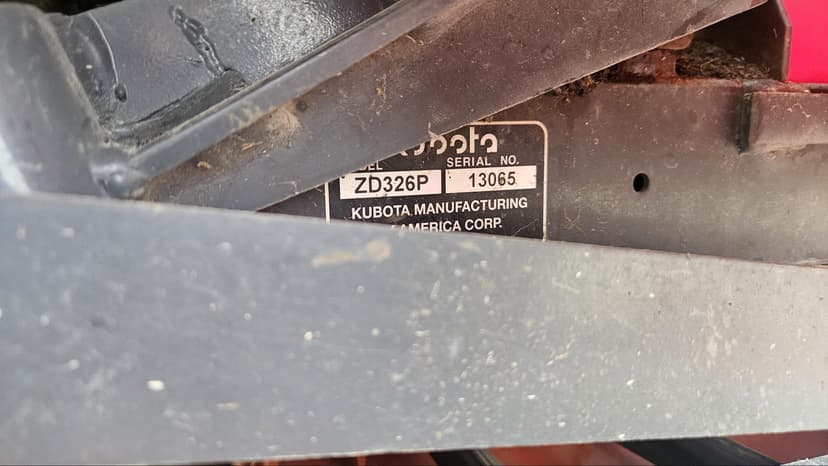 Kubota
SERIAL NO.
ZD326P 13065
KUBOTA MANUFACTURING
AMERICA CORP.